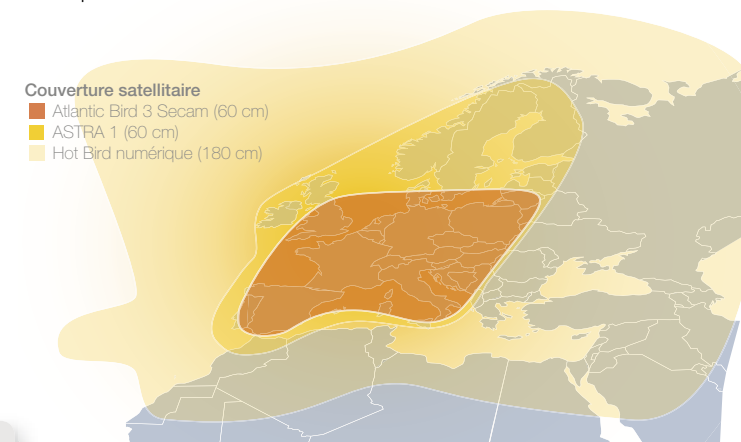 Couverture satellitaire
Atlantic Bird 3 Secam (60 cm)
ASTRA 1 (60 cm)
Hot Bird numérique (180 cm)